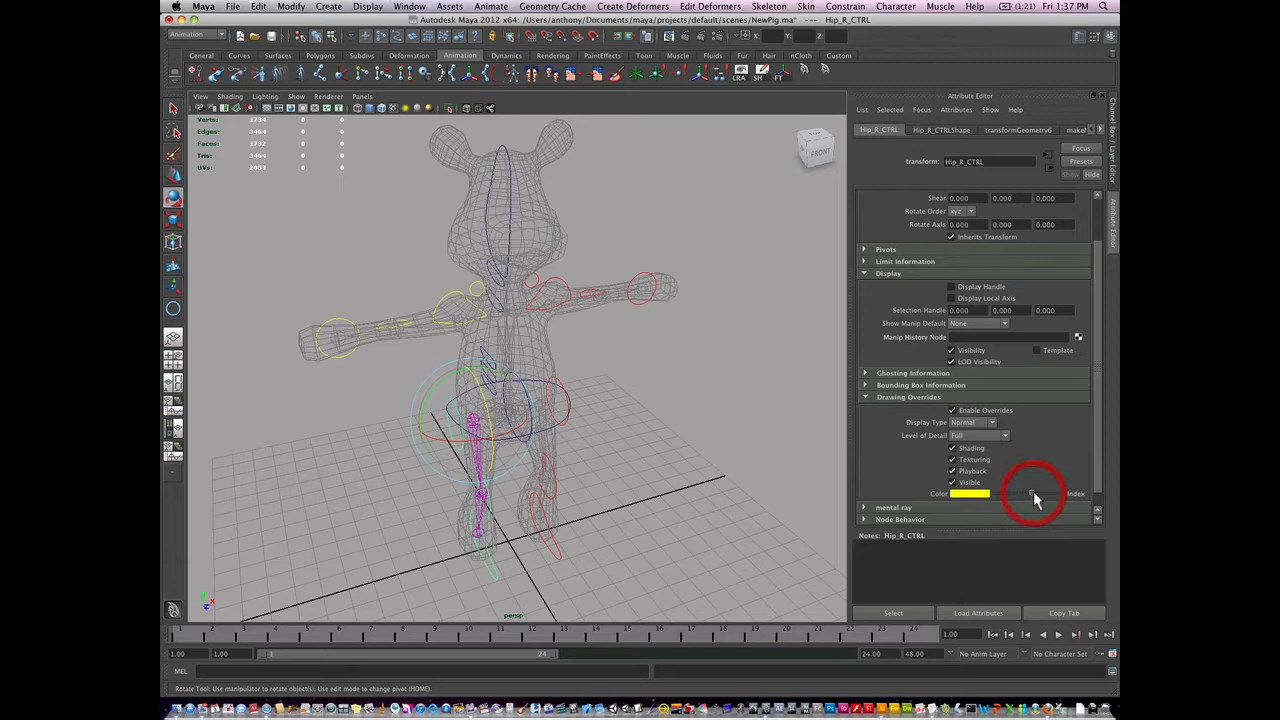 Maya File Edit Modify Create Display Window Assets Animate Geometry Cache Create Deformers Edit Deformers Skeleton Skin Constrain Character Muscle Help (1:21) Fri 1:37 PM
Autodesk Maya 2012 x64: /Users/anthony/Documents/maya/projects/default/scenes/NewPig.ma* -- Hip_R_CTRL
Animation X: Y: Z:
General Curves Surfaces Polygons Subdivs Deformation Animation Dynamics Rendering PaintEffects Toon Muscle Fluids Fur Hair nCloth Custom
LRA SH FT
View Shading Lighting Show Renderer Panels
Verts: 1734 0 0
Edges: 3464 0 0
Faces: 1732 0 0
Tris: 3464 0 0
UVs: 2053 0 0
FRONT
persp
Attribute Editor
List Selected Focus Attributes Show Help
Hip_R_CTRL Hip_R_CTRLShape transformGeometry6
transform: Hip_R_CTRL
Focus
Presets
Show Hide
Shear 0.000 0.000 0.000
Rotate Order xyz
Rotate Axis 0.000 0.000 0.000
Inherits Transform
Pivots
Limit Information
Display
Display Handle
Display Local Axis
Selection Handle 0.000 0.000 0.000
Show Manip Default None
Manip History Node
Visibility Template
LOD Visibility
Ghosting Information
Bounding Box Information
Drawing Overrides
Enable Overrides
Display Type Normal
Level of Detail Full
Shading
Texturing
Playback
Visible
Color Index
mental ray
Node Behavior
Notes: Hip_R_CTRL
Select Load Attributes Copy Tab
Channel Box / Layer Editor
Attribute Editor
1 2 3 4 5 6 7 8 9 10 11 12 13 14 15 16 17 18 19 20 21 22 23 24 1.00
1.00 1.00 1 24 24.00 48.00 No Anim Layer No Character Set
MEL
Rotate Tool: Use manipulator to rotate object(s). Use edit mode to change pivot (HOME).